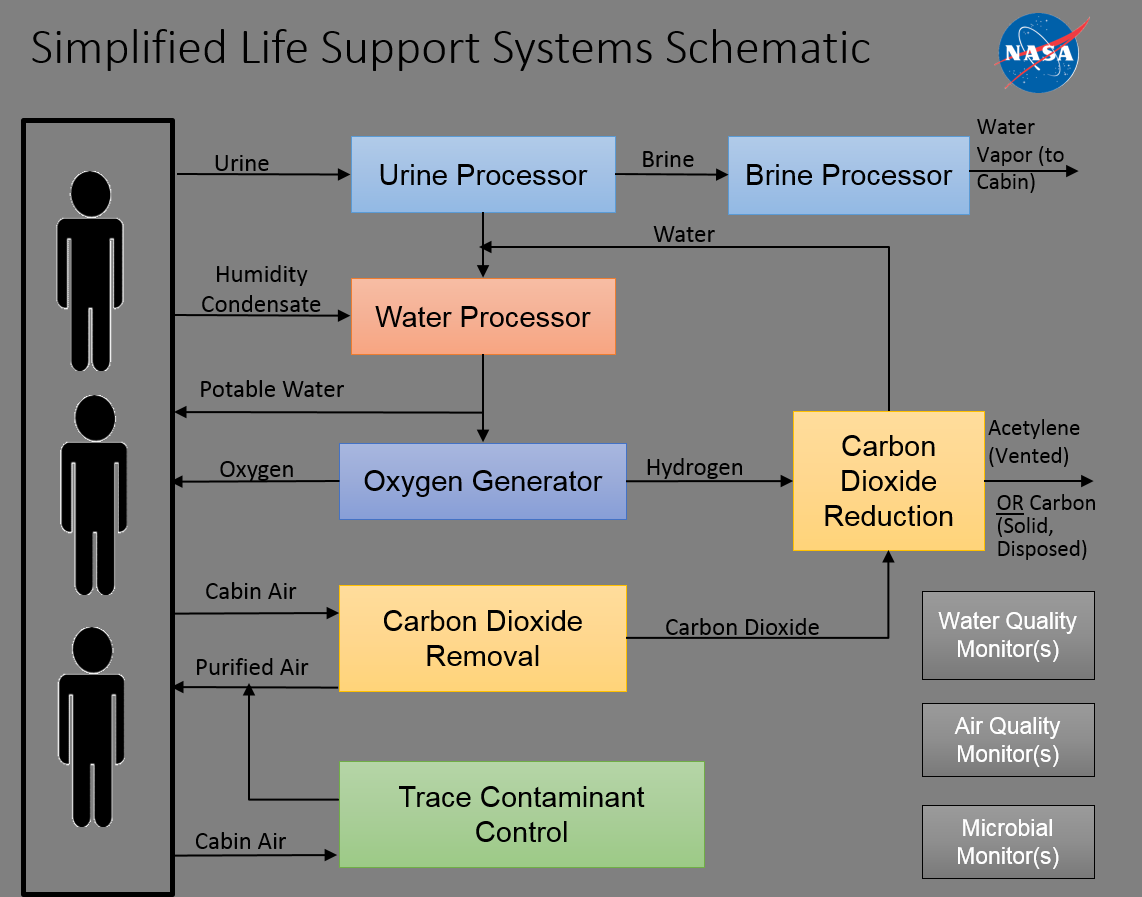 Simplified Life Support Systems Schematic
NASA
Urine
Urine Processor
Brine
Brine Processor
Water
Vapor (to
Cabin)
Water
Humidity
Condensate
Water Processor
Potable Water
Oxygen
Oxygen Generator
Hydrogen
Carbon
Dioxide
Reduction
Acetylene
(Vented)
OR Carbon
(Solid,
Disposed)
Cabin Air
Carbon Dioxide
Removal
Carbon Dioxide
Purified Air
Trace Contaminant
Control
Cabin Air
Water Quality
Monitor(s)
Air Quality
Monitor(s)
Microbial
Monitor(s)